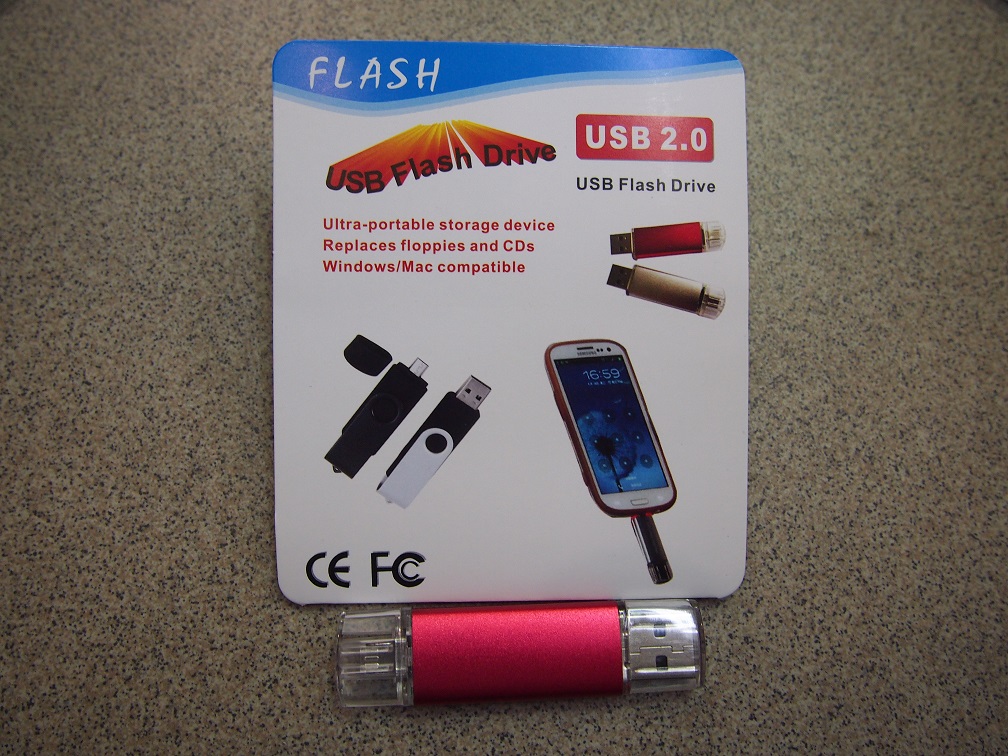 FLASH
USB Flash Drive
USB 2.0
USB Flash Drive
Ultra-portable storage device
Replaces floppies and CDs
Windows/Mac compatible
SAMSUNG
16:59
CE FC